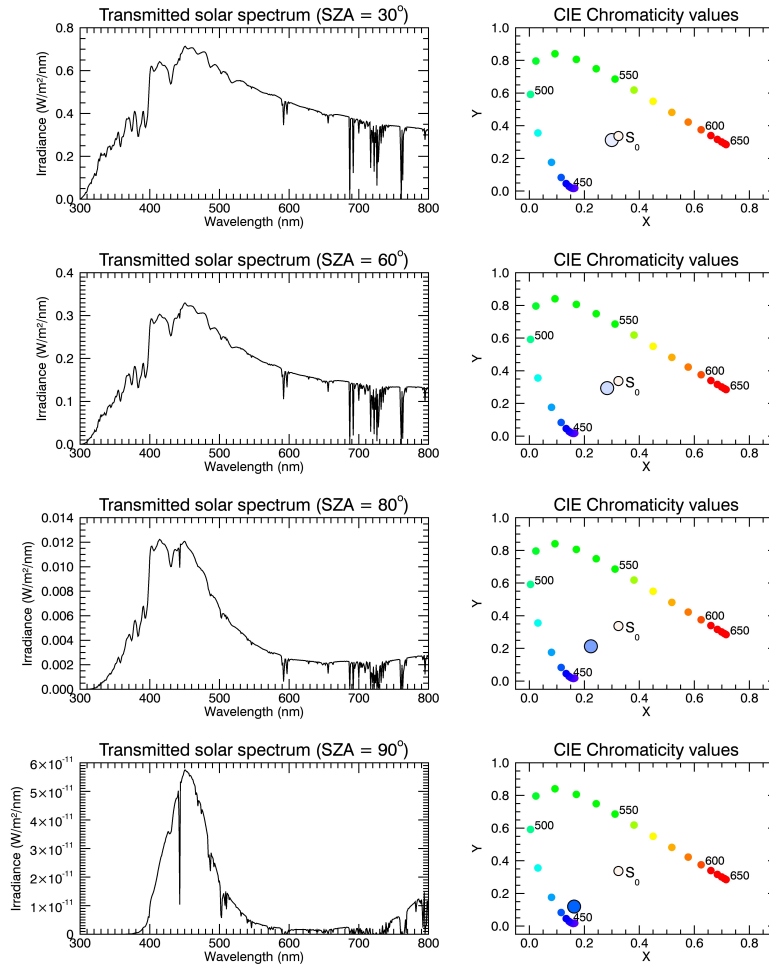 Transmitted solar spectrum (SZA = 30°)
Irradiance (W/m²/nm)
0.8
0.6
0.4
0.2
0.0
300 400 500 600 700 800
Wavelength (nm)
CIE Chromaticity values
Y
1.0
0.8
0.6
0.4
0.2
0.0
550
500
600
650
S₀
450
0.0 0.2 0.4 0.6 0.8
X
Transmitted solar spectrum (SZA = 60°)
Irradiance (W/m²/nm)
0.4
0.3
0.2
0.1
0.0
300 400 500 600 700 800
Wavelength (nm)
CIE Chromaticity values
Y
1.0
0.8
0.6
0.4
0.2
0.0
550
500
600
650
S₀
450
0.0 0.2 0.4 0.6 0.8
X
Transmitted solar spectrum (SZA = 80°)
Irradiance (W/m²/nm)
0.014
0.012
0.010
0.008
0.006
0.004
0.002
0.000
300 400 500 600 700 800
Wavelength (nm)
CIE Chromaticity values
Y
1.0
0.8
0.6
0.4
0.2
0.0
550
500
600
650
S₀
450
0.0 0.2 0.4 0.6 0.8
X
Transmitted solar spectrum (SZA = 90°)
Irradiance (W/m²/nm)
6×10⁻¹¹
5×10⁻¹¹
4×10⁻¹¹
3×10⁻¹¹
2×10⁻¹¹
1×10⁻¹¹
0
300 400 500 600 700 800
Wavelength (nm)
CIE Chromaticity values
Y
1.0
0.8
0.6
0.4
0.2
0.0
550
500
600
650
S₀
450
0.0 0.2 0.4 0.6 0.8
X